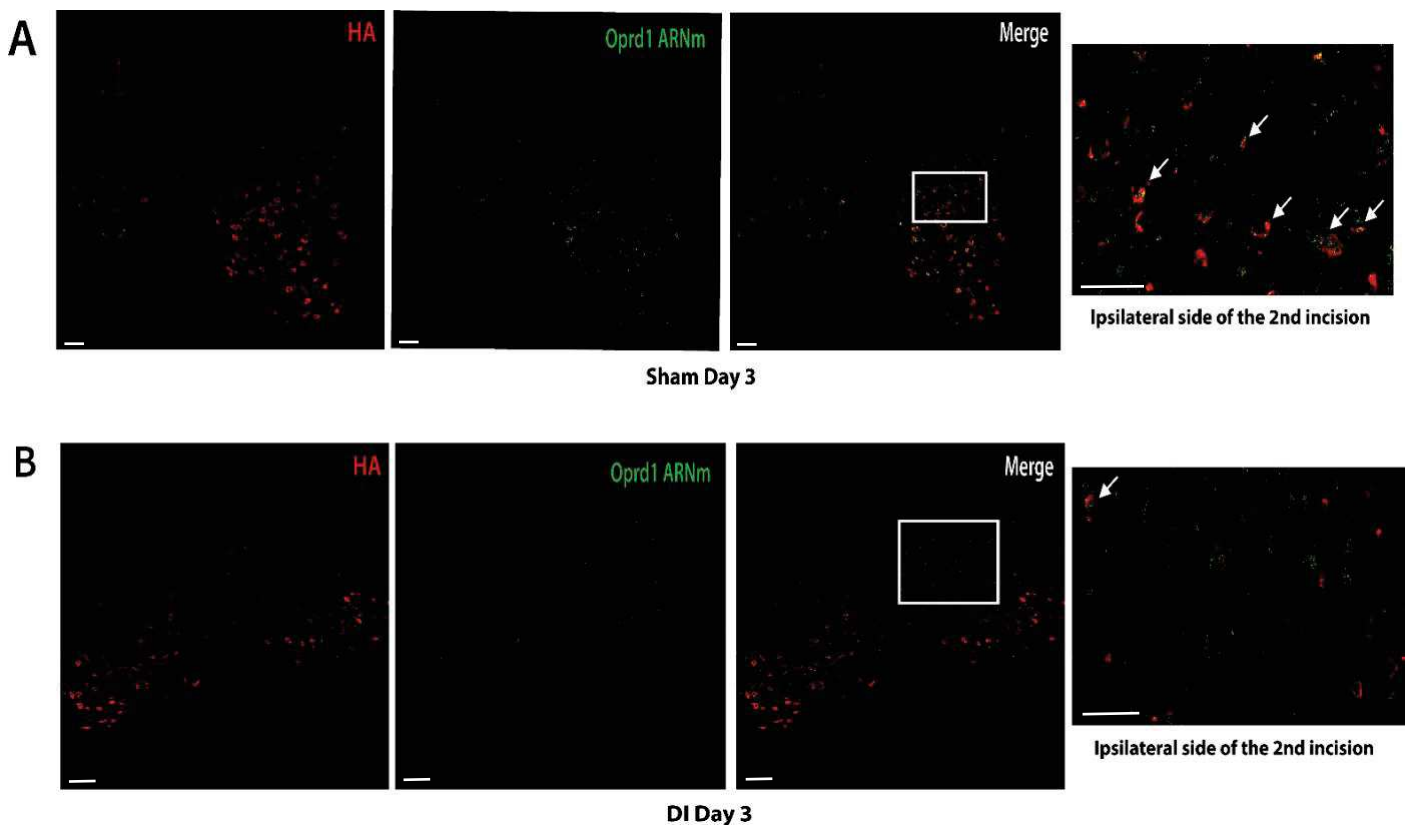 A
HA
Oprd1 ARNm
Merge
Ipsilateral side of the 2nd incision
Sham Day 3
B
HA
Oprd1 ARNm
Merge
Ipsilateral side of the 2nd incision
DI Day 3